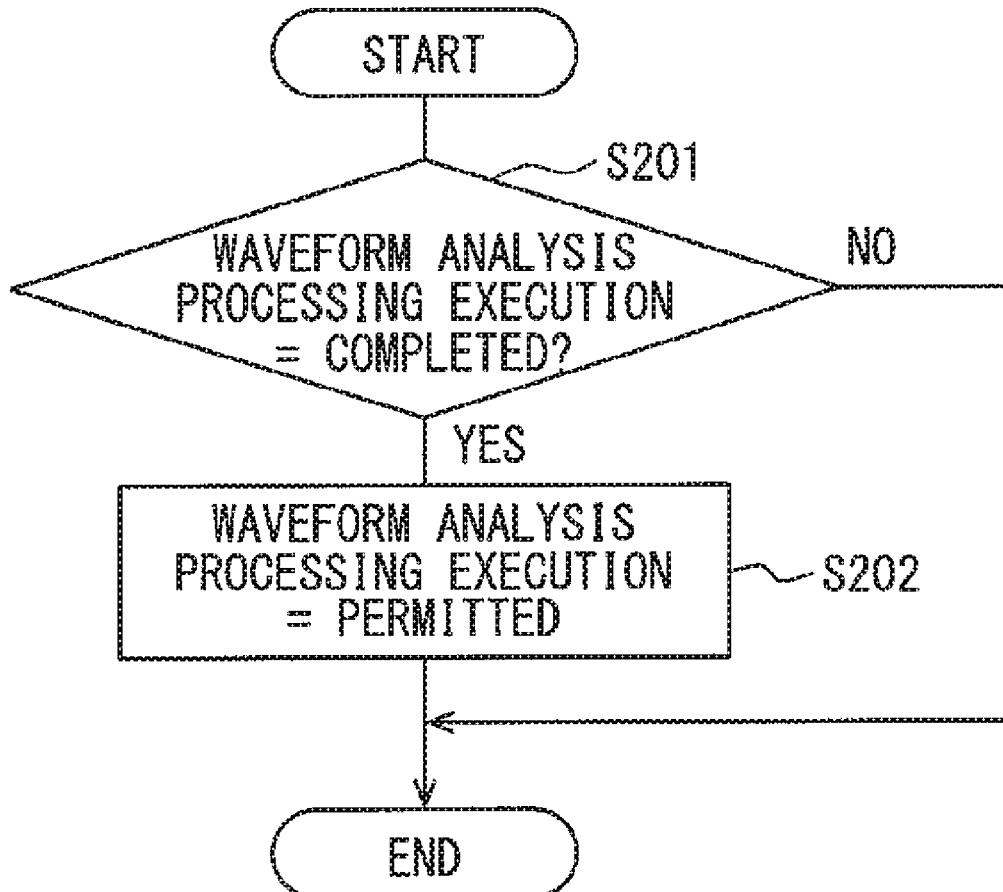 START
S201
WAVEFORM ANALYSIS
PROCESSING EXECUTION
= COMPLETED?
NO
YES
WAVEFORM ANALYSIS
PROCESSING EXECUTION
= PERMITTED
S202
END